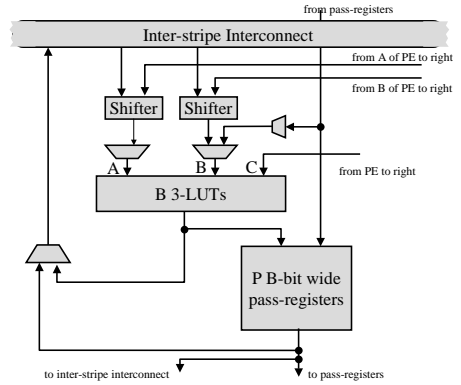 from pass-registers
Inter-stripe Interconnect
from A of PE to right
from B of PE to right
Shifter
Shifter
A
B
C
from PE to right
B 3-LUTs
P B-bit wide
pass-registers
to inter-stripe interconnect
to pass-registers